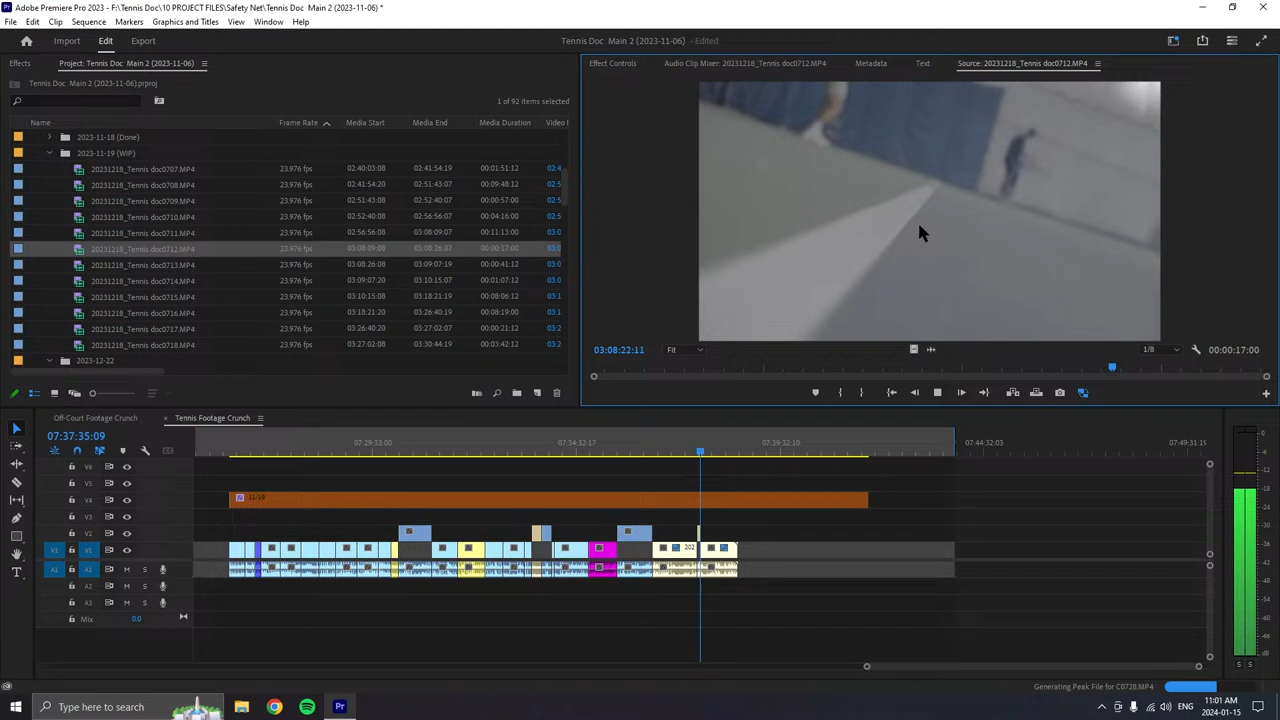 Adobe Premiere Pro 2023 - F:\Tennis Doc\10 PROJECT FILES\Safety Net\Tennis Doc Main 2 (2023-11-06) *
File Edit Clip Sequence Markers Graphics and Titles View Window Help
Import Edit Export Tennis Doc Main 2 (2023-11-06) - Edited
Effects Project: Tennis Doc Main 2 (2023-11-06) Effect Controls Audio Clip Mixer: 20231218_Tennis doc0712.MP4 Metadata Text Source: 20231218_Tennis doc0712.MP4
Tennis Doc Main 2 (2023-11-06).prproj
1 of 92 items selected
Name Frame Rate Media Start Media End Media Duration Video I
2023-11-18 (Done)
2023-11-19 (WIP)
20231218_Tennis doc0707.MP4 23.976 fps 02:40:03:08 02:41:54:19 00:01:51:12 02:4
20231218_Tennis doc0708.MP4 23.976 fps 02:41:54:20 02:51:43:07 00:09:48:12 02:5
20231218_Tennis doc0709.MP4 23.976 fps 02:51:43:08 02:52:40:07 00:00:57:00 02:5
20231218_Tennis doc0710.MP4 23.976 fps 02:52:40:08 02:56:56:07 00:04:16:00 02:5
20231218_Tennis doc0711.MP4 23.976 fps 02:56:56:08 03:08:09:07 00:11:13:00 03:0
20231218_Tennis doc0712.MP4 23.976 fps 03:08:09:08 03:08:26:07 00:00:17:00 03:0
20231218_Tennis doc0713.MP4 23.976 fps 03:08:26:08 03:09:07:19 00:00:41:12 03:0
20231218_Tennis doc0714.MP4 23.976 fps 03:09:07:20 03:10:15:07 00:01:07:12 03:1
20231218_Tennis doc0715.MP4 23.976 fps 03:10:15:08 03:18:21:19 00:08:06:12 03:1
20231218_Tennis doc0716.MP4 23.976 fps 03:18:21:20 03:26:40:19 00:08:19:00 03:2
20231218_Tennis doc0717.MP4 23.976 fps 03:26:40:20 03:27:02:07 00:00:21:12 03:2
20231218_Tennis doc0718.MP4 23.976 fps 03:27:02:08 03:30:44:19 00:03:42:12 03:3
2023-12-22
03:08:22:11 Fit 1/8 00:00:17:00
Off-Court Footage Crunch × Tennis Footage Crunch
07:37:35:09
07:29:33:00 07:34:32:17 07:39:32:10 07:44:32:03 07:49:31:19
V6
V5
V4 11/19
V3
V2
V1 V1 202
A1 A1 M S
A2 M S
A3 M S
Mix 0.0
0
-6
-12
-18
-24
-30
-36
-42
-48
-54
dB
S S
Generating Peak File for C0728.MP4
Type here to search Pr ENG 11:01 AM
2024-01-15